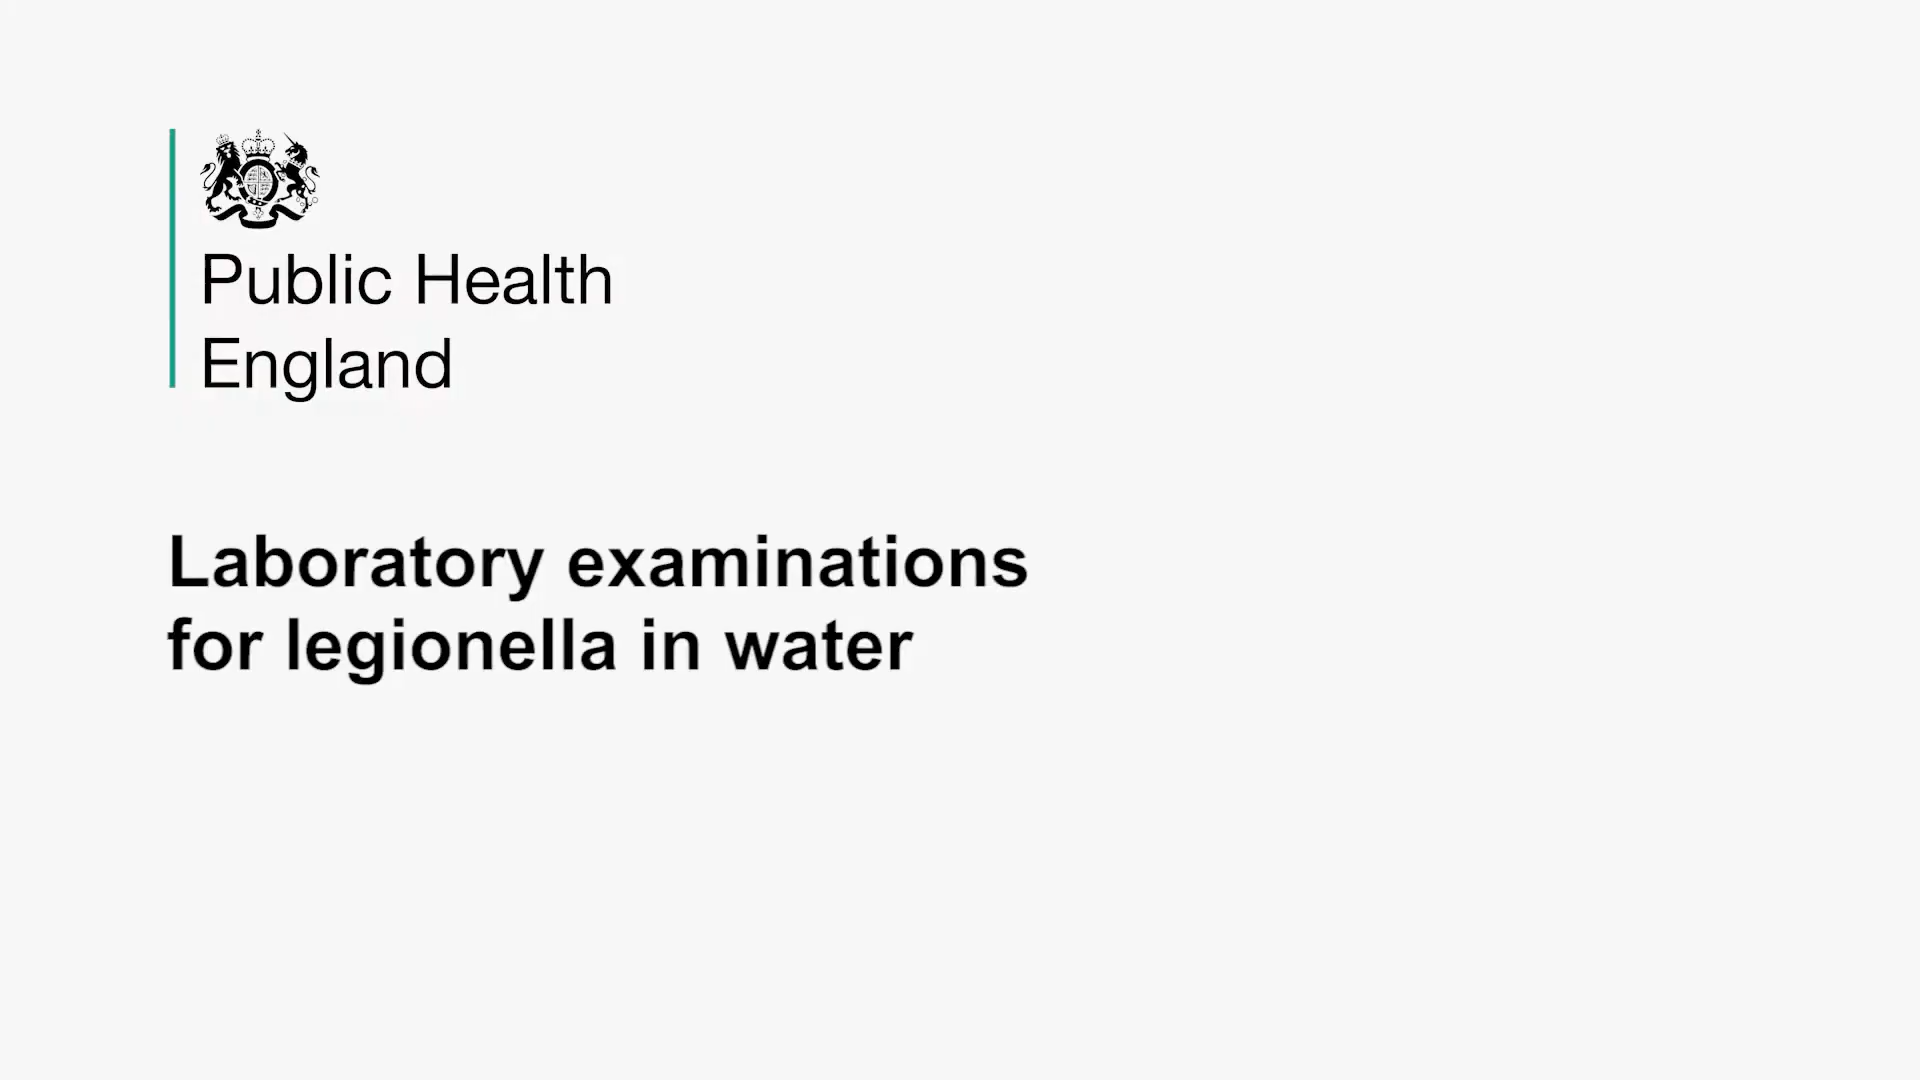 Public Health
England
Laboratory examinations
for legionella in water